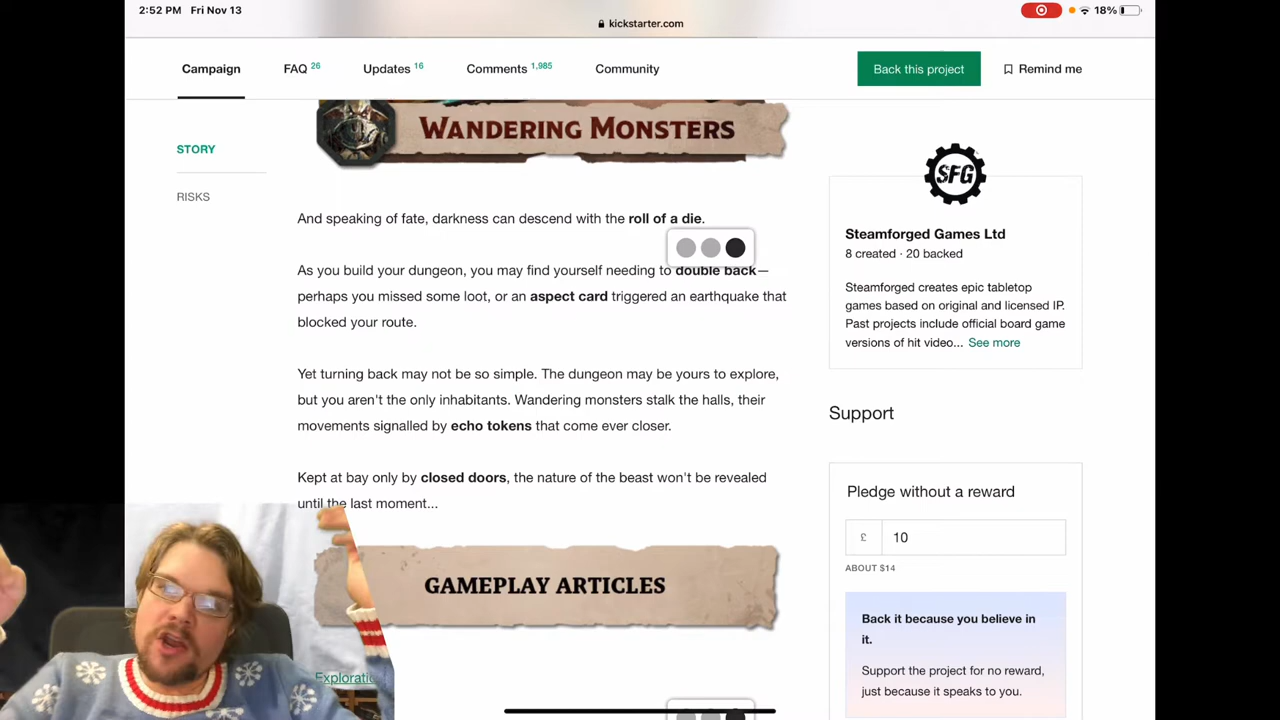 2:52 PM Fri Nov 13
18%
kickstarter.com
Campaign FAQ 26 Updates 16 Comments 1,985 Community
Back this project Remind me
STORY
RISKS
WANDERING MONSTERS
And speaking of fate, darkness can descend with the roll of a die.
As you build your dungeon, you may find yourself needing to double back—
perhaps you missed some loot, or an aspect card triggered an earthquake that
blocked your route.
Yet turning back may not be so simple. The dungeon may be yours to explore,
but you aren't the only inhabitants. Wandering monsters stalk the halls, their
movements signalled by echo tokens that come ever closer.
Kept at bay only by closed doors, the nature of the beast won't be revealed
until the last moment...
GAMEPLAY ARTICLES
SFG
Steamforged Games Ltd
8 created · 20 backed
Steamforged creates epic tabletop
games based on original and licensed IP.
Past projects include official board game
versions of hit video... See more
Support
Pledge without a reward
£ 10
ABOUT $14
Back it because you believe in
it.
Support the project for no reward,
just because it speaks to you.